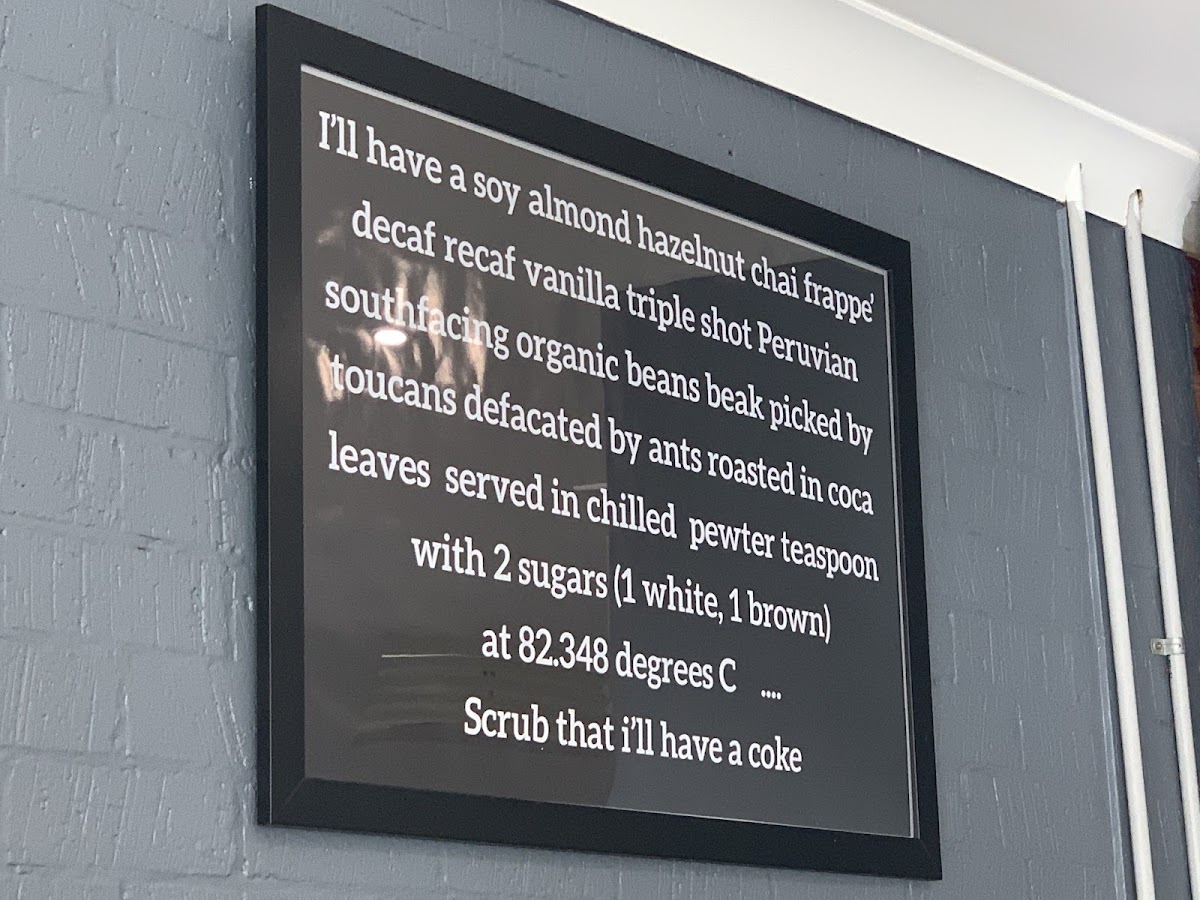 I'll have a soy almond hazelnut chai frappe'
decaf recaf vanilla triple shot Peruvian
southfacing organic beans beak picked by
toucans defacated by ants roasted in coca
leaves served in chilled pewter teaspoon
with 2 sugars (1 white, 1 brown)
at 82.348 degrees C ....
Scrub that i'll have a coke